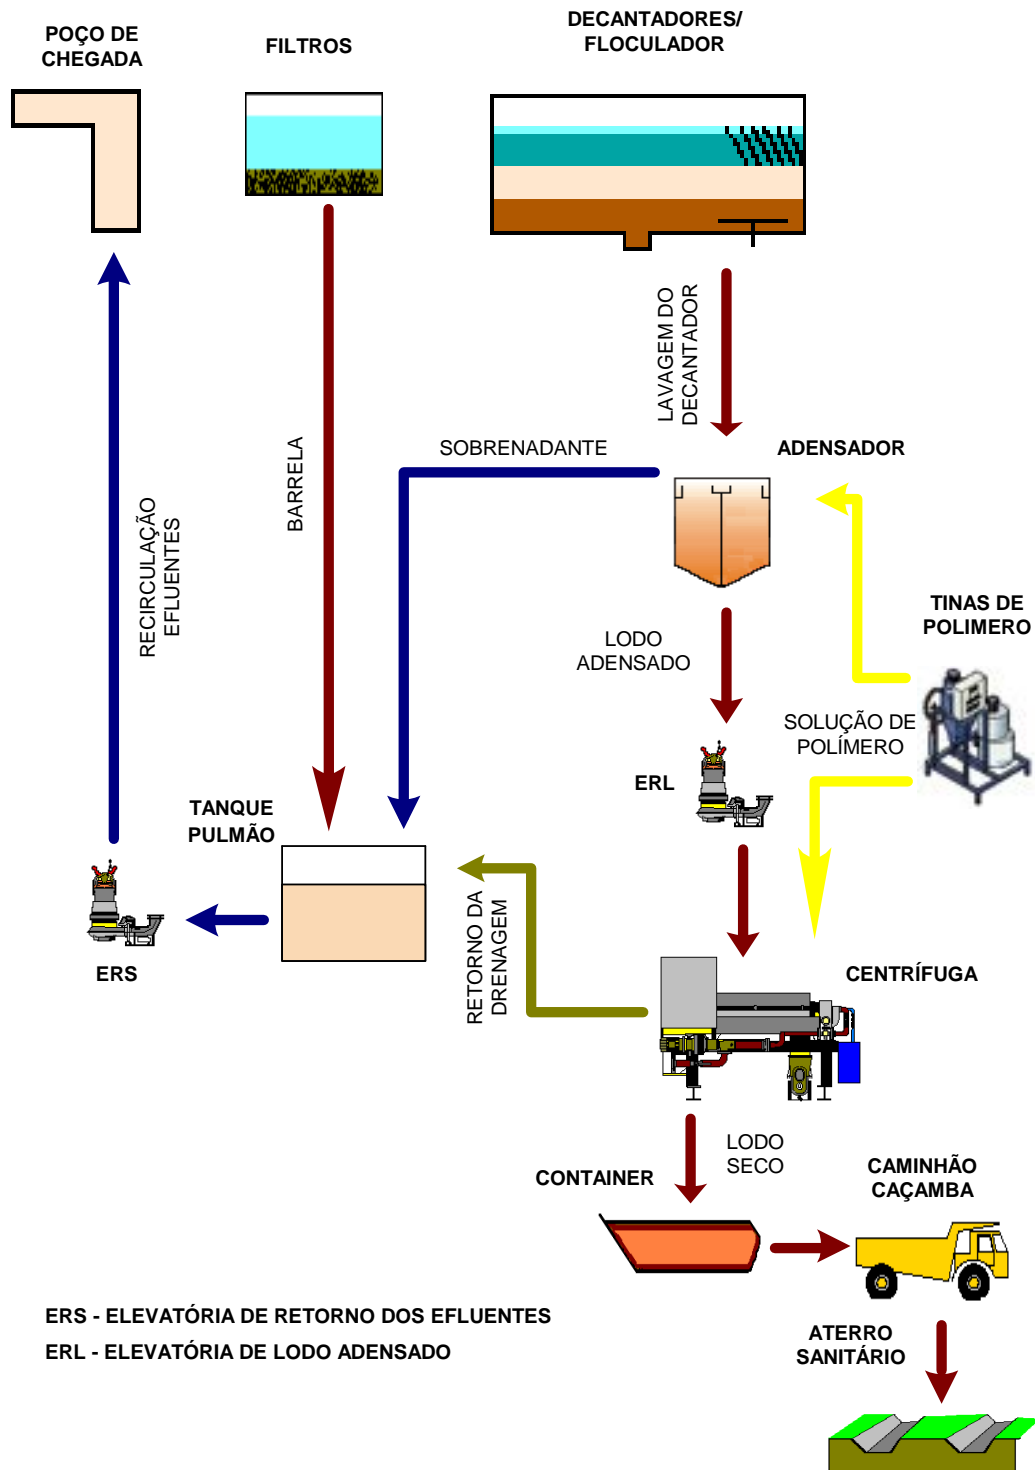 POÇO DE
CHEGADA
FILTROS
DECANTADORES/
FLOCULADOR
LAVAGEM DO
DECANTADOR
SOBRENADANTE
ADENSADOR
BARRELA
RECIRCULAÇÃO
EFLUENTES
TINAS DE
POLIMERO
LODO
ADENSADO
SOLUÇÃO DE
POLÍMERO
ERL
TANQUE
PULMÃO
RETORNO DA
DRENAGEM
ERS
CENTRÍFUGA
LODO
SECO
CONTAINER
CAMINHÃO
CAÇAMBA
ERS - ELEVATÓRIA DE RETORNO DOS EFLUENTES
ERL - ELEVATÓRIA DE LODO ADENSADO
ATERRO
SANITÁRIO